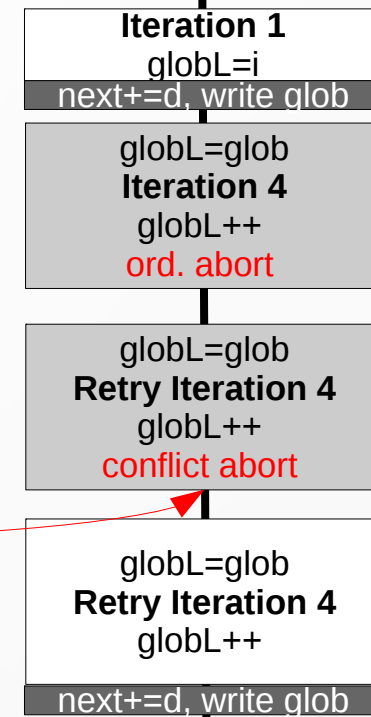 Iteration 1
globL=i
next+=d, write glob
globL=glob
Iteration 4
globL++
ord. abort
globL=glob
Retry Iteration 4
globL++
conflict abort
globL=glob
Retry Iteration 4
globL++
next+=d, write glob